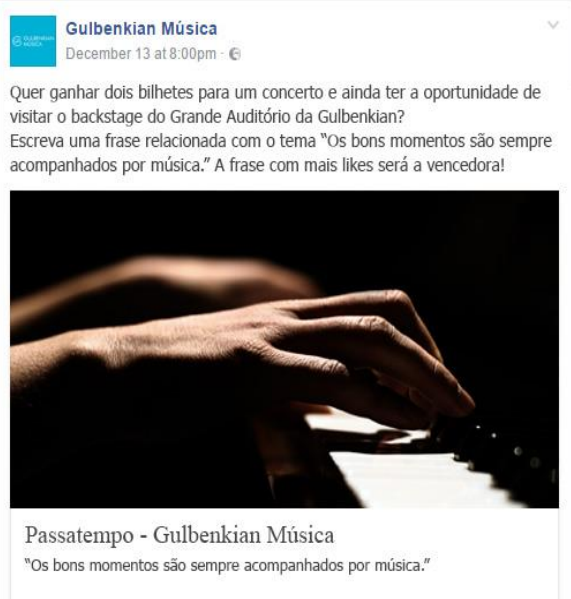 GULBENKIAN
MÚSICA
Gulbenkian Música
December 13 at 8:00pm ·
Quer ganhar dois bilhetes para um concerto e ainda ter a oportunidade de
visitar o backstage do Grande Auditório da Gulbenkian?
Escreva uma frase relacionada com o tema “Os bons momentos são sempre
acompanhados por música.” A frase com mais likes será a vencedora!
Passatempo - Gulbenkian Música
“Os bons momentos são sempre acompanhados por música.”